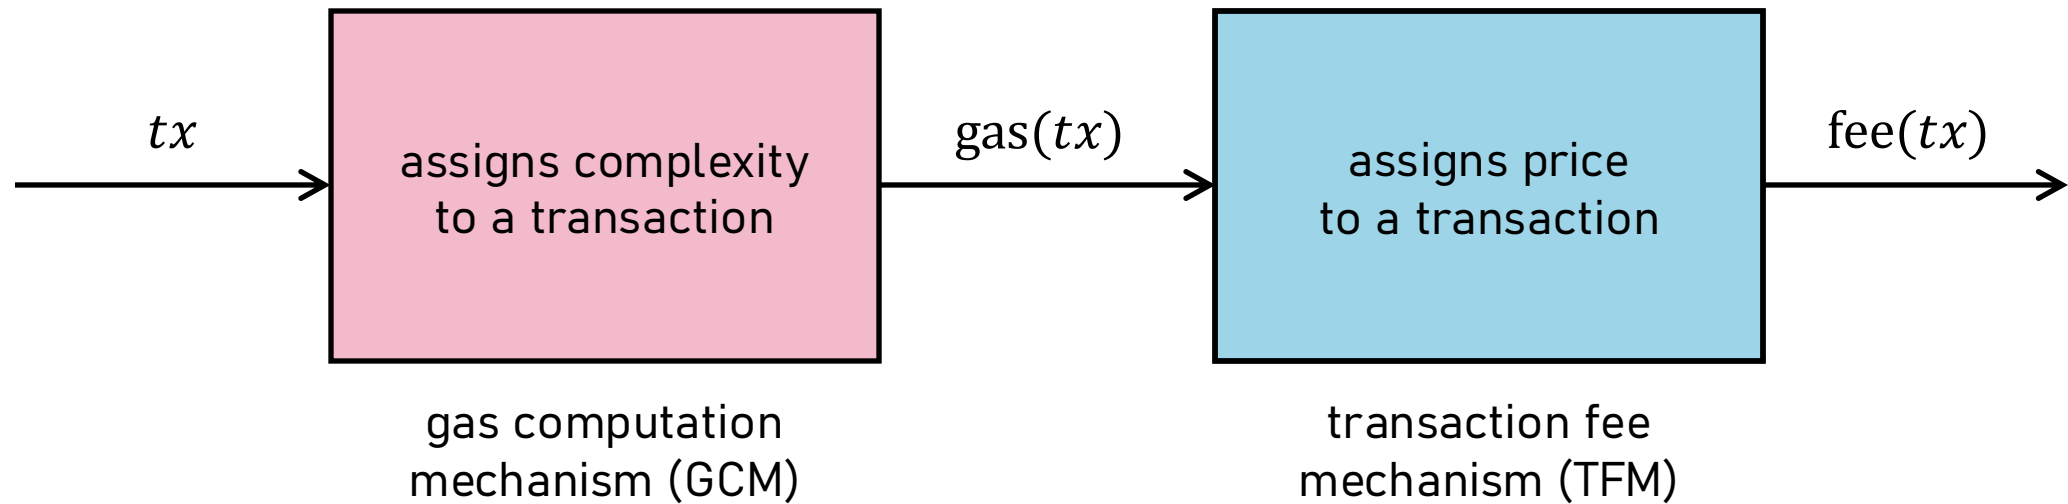 tx
assigns complexity
to a transaction
gas(tx)
assigns price
to a transaction
fee(tx)
gas computation
mechanism (GCM)
transaction fee
mechanism (TFM)